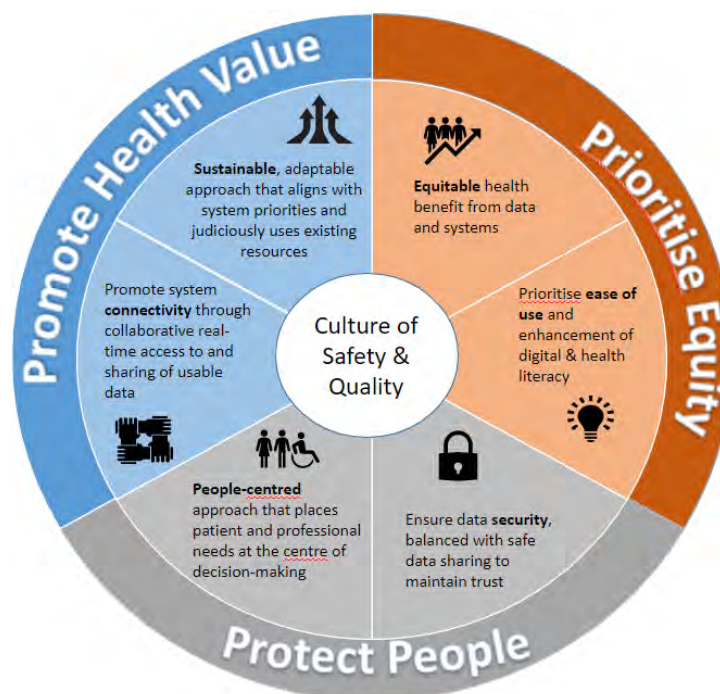 Promote Health Value
Sustainable, adaptable
approach that aligns with
system priorities and
judiciously uses existing
resources
Promote system
connectivity through
collaborative real-
time access to and
sharing of usable
data
Prioritise Equity
Equitable health
benefit from data
and systems
Prioritise ease of
use and
enhancement of
digital & health
literacy
Culture of
Safety &
Quality
People-centred
approach that places
patient and professional
needs at the centre of
decision-making
Ensure data security,
balanced with safe
data sharing to
maintain trust
Protect People